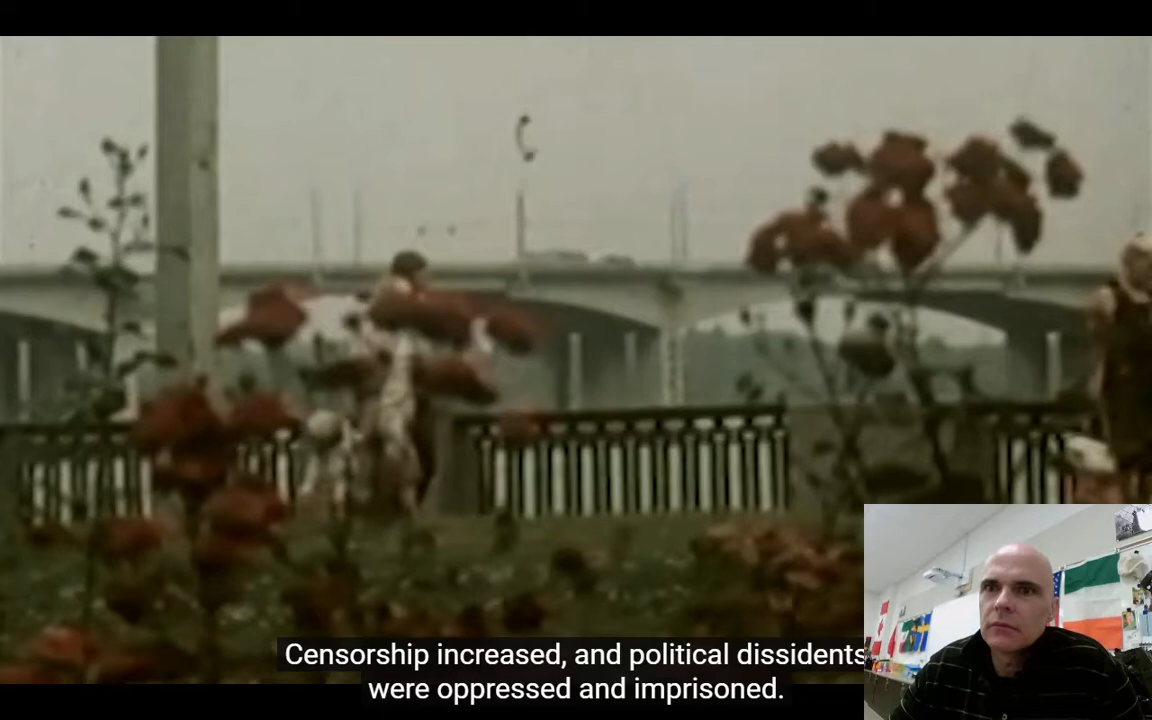 Censorship increased, and political dissidents
were oppressed and imprisoned.